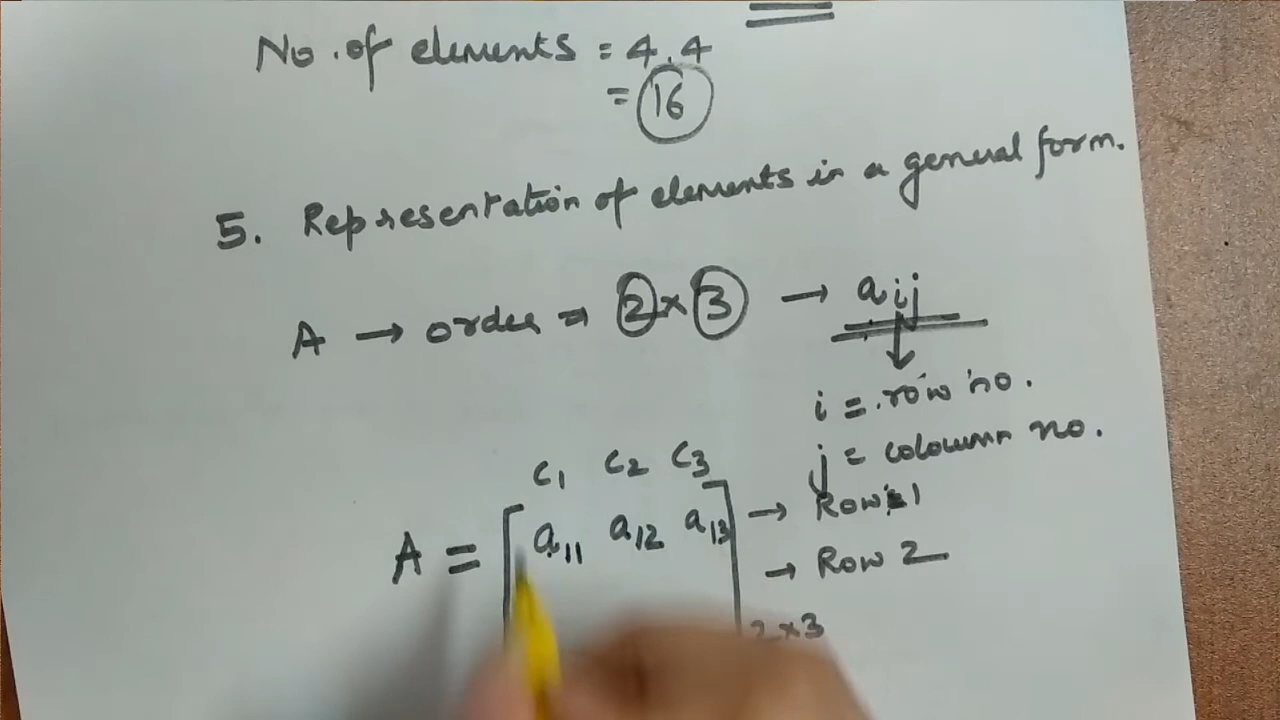 No. of elements = 4.4
= 16
5. Representation of elements in a general form.
A → order = 2 × 3 → aij
i = row no.
j = coloumn no.
C1 C2 C3
A = [ a11 a12 a13 ] → Row 1
→ Row 2
2×3